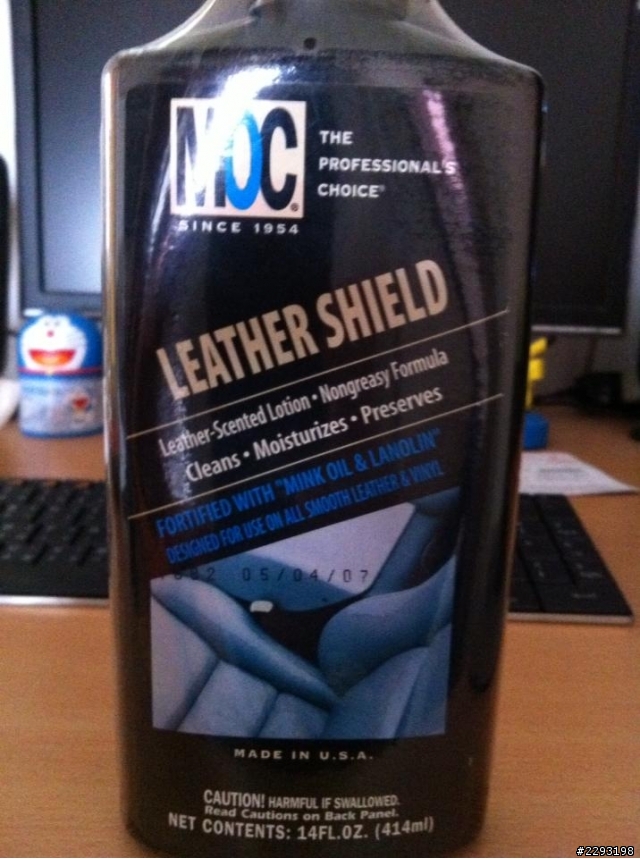 MOC®
THE
PROFESSIONAL'S
CHOICE®
SINCE 1954
LEATHER SHIELD
Leather-Scented Lotion • Nongreasy Formula
Cleans • Moisturizes • Preserves
FORTIFIED WITH "MINK OIL & LANOLIN"
DESIGNED FOR USE ON ALL SMOOTH LEATHER & VINYL
05/04/07
MADE IN U.S.A.
CAUTION! HARMFUL IF SWALLOWED.
Read Cautions on Back Panel.
NET CONTENTS: 14FL.OZ. (414ml)
#2293198